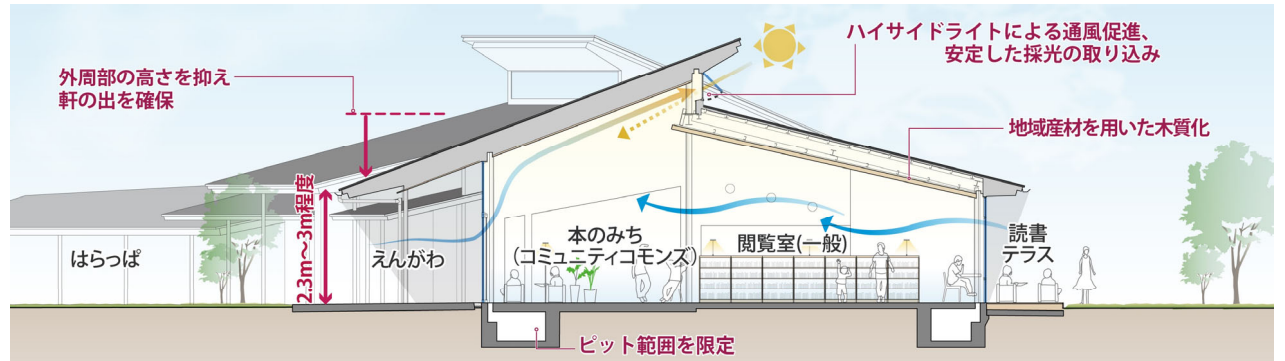 外周部の高さを抑え
軒の出を確保
ハイサイドライトによる通風促進、
安定した採光の取り込み
地域産材を用いた木質化
2.3m～3m程度
はらっぱ
えんがわ
本のみち
(コミュニティコモンズ)
閲覧室(一般)
読書
テラス
ピット範囲を限定